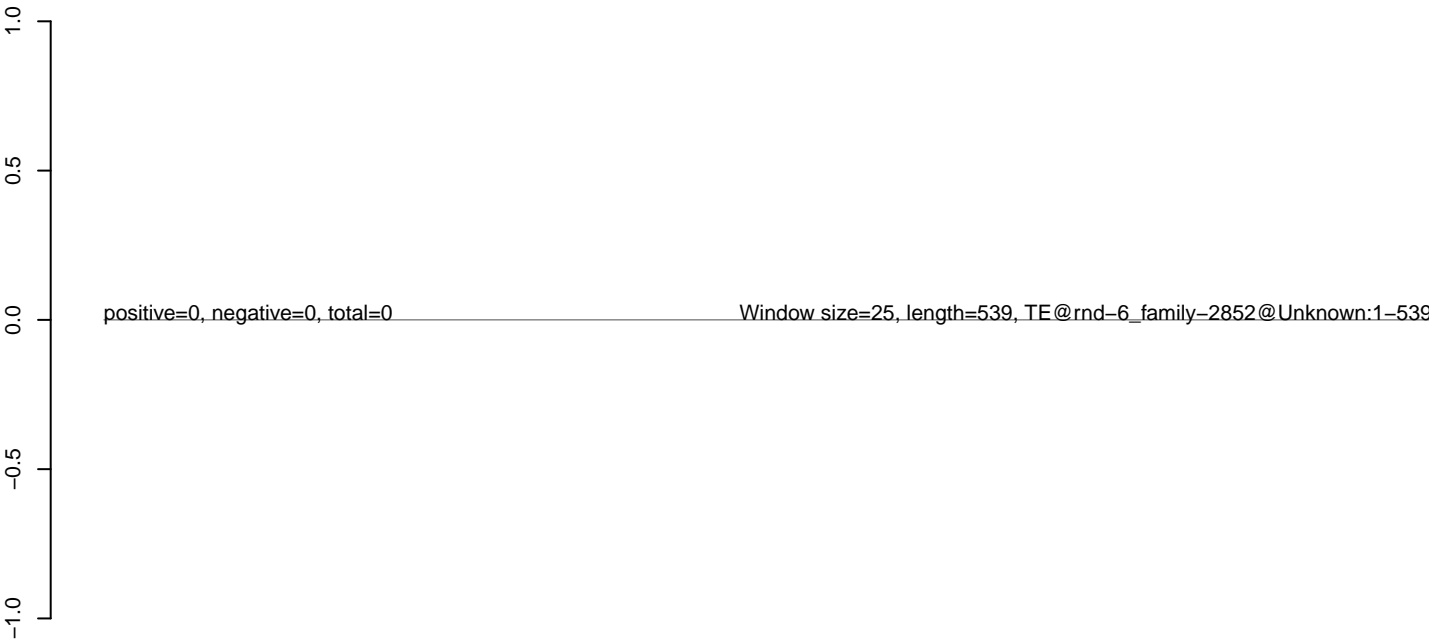 1.0
0.5
0.0
−0.5
−1.0
positive=0, negative=0, total=0
Window size=25, length=539, TE@rnd−6_family−2852@Unknown:1−539